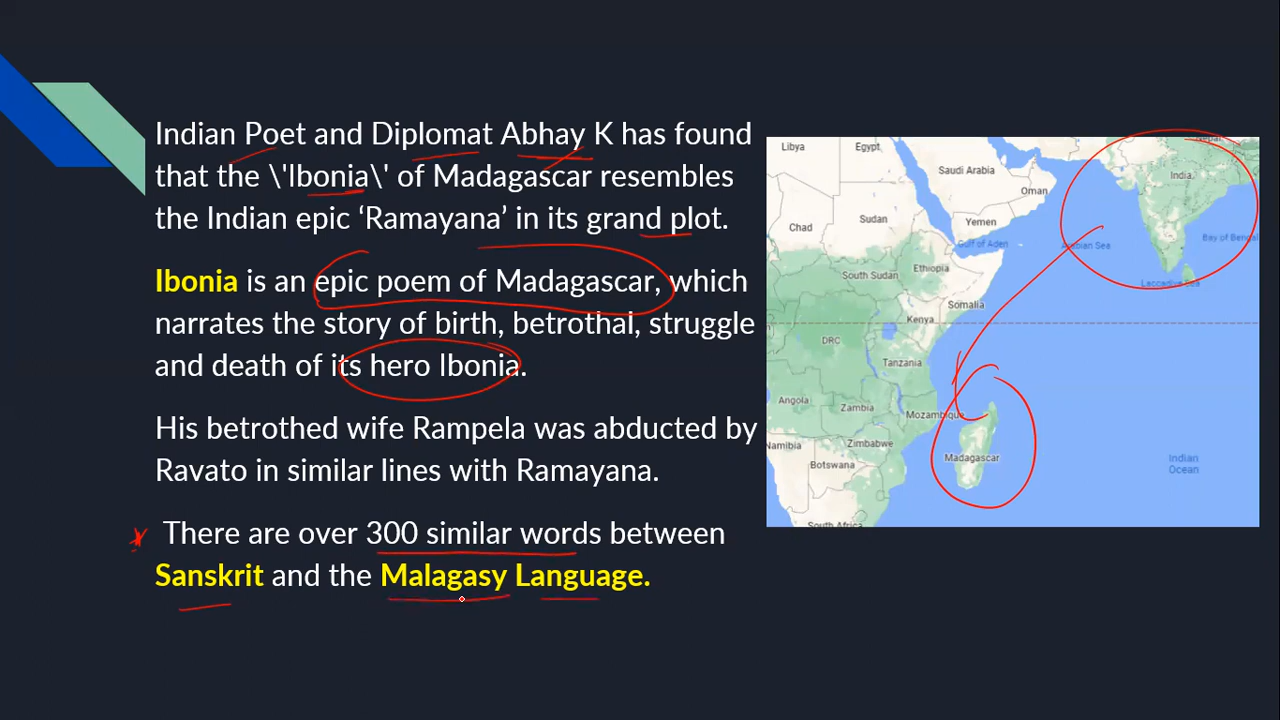 Indian Poet and Diplomat Abhay K has found
that the \'Ibonia\' of Madagascar resembles
the Indian epic ‘Ramayana’ in its grand plot.
Ibonia is an epic poem of Madagascar, which
narrates the story of birth, betrothal, struggle
and death of its hero Ibonia.
His betrothed wife Rampela was abducted by
Ravato in similar lines with Ramayana.
There are over 300 similar words between
Sanskrit and the Malagasy Language.
Libya
Egypt
Saudi Arabia
Oman
Nepal
India
Chad
Sudan
Yemen
Gulf of Aden
Arabian Sea
Bay of Bengal
South Sudan
Ethiopia
Laccadive Sea
Somalia
Kenya
DRC
Tanzania
Angola
Zambia
Mozambique
Namibia
Zimbabwe
Botswana
Madagascar
Indian
Ocean
South Africa